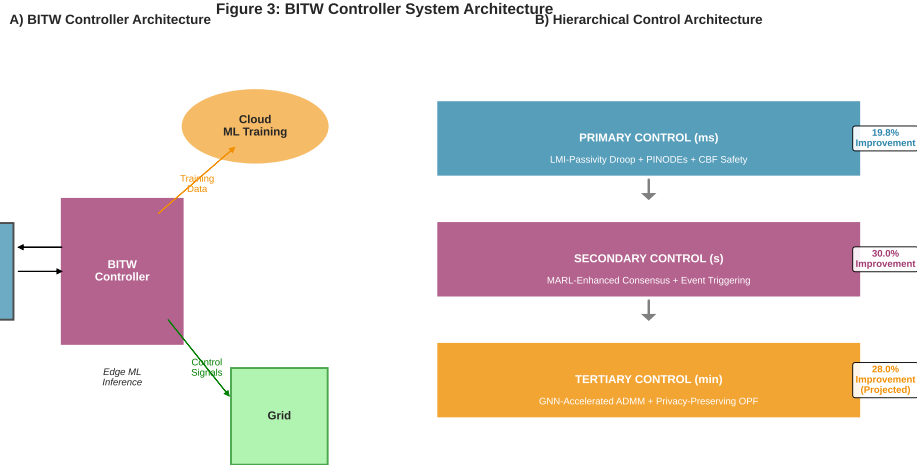 Figure 3: BITW Controller System Architecture
A) BITW Controller Architecture
Cloud
ML Training
Training
Data
BITW
Controller
Control
Signals
Edge ML
Inference
Grid
B) Hierarchical Control Architecture
PRIMARY CONTROL (ms)
LMI-Passivity Droop + PINODEs + CBF Safety
19.8%
Improvement
SECONDARY CONTROL (s)
MARL-Enhanced Consensus + Event Triggering
30.0%
Improvement
TERTIARY CONTROL (min)
GNN-Accelerated ADMM + Privacy-Preserving OPF
28.0%
Improvement
(Projected)